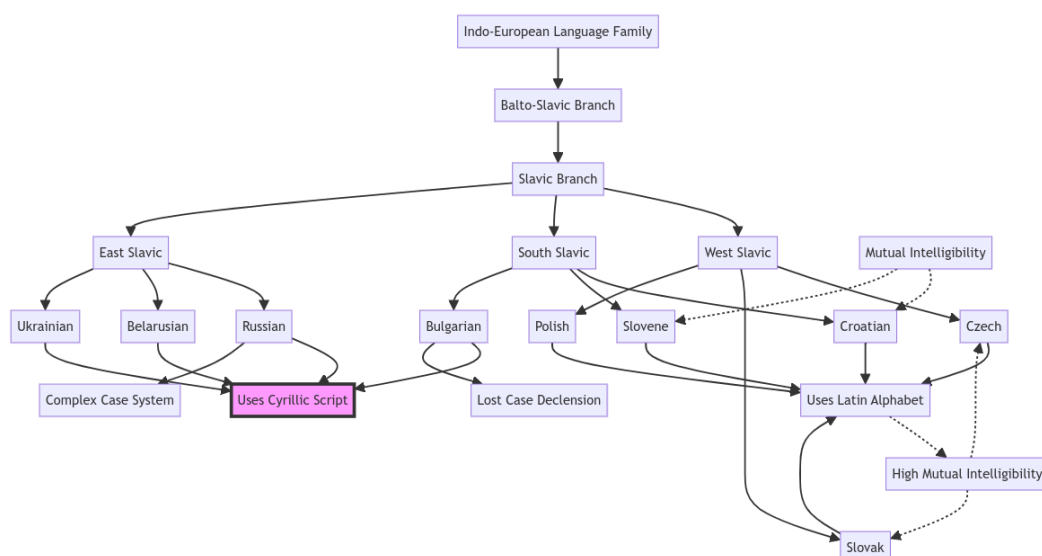 Indo-European Language Family
Balto-Slavic Branch
Slavic Branch
East Slavic
South Slavic
West Slavic
Mutual Intelligibility
Ukrainian
Belarusian
Russian
Bulgarian
Polish
Slovene
Croatian
Czech
Complex Case System
Uses Cyrillic Script
Lost Case Declension
Uses Latin Alphabet
High Mutual Intelligibility
Slovak